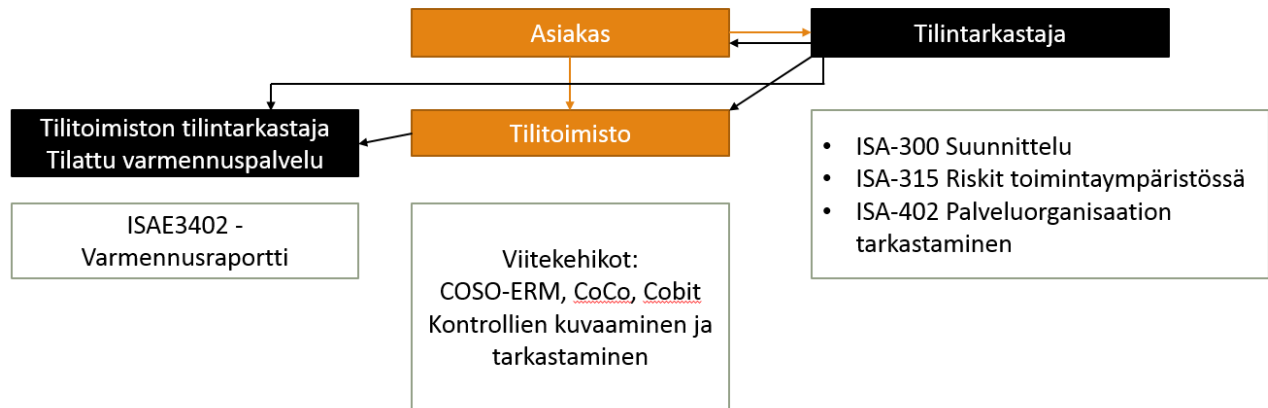 Asiakas
Tilintarkastaja
Tilitoimiston tilintarkastaja
Tilattu varmennuspalvelu
Tilitoimisto
• ISA-300 Suunnittelu
• ISA-315 Riskit toimintaympäristössä
• ISA-402 Palveluorganisaation
tarkastaminen
ISAE3402 -
Varmennusraportti
Viitekehikot:
COSO-ERM, CoCo, Cobit
Kontrollien kuvaaminen ja
tarkastaminen